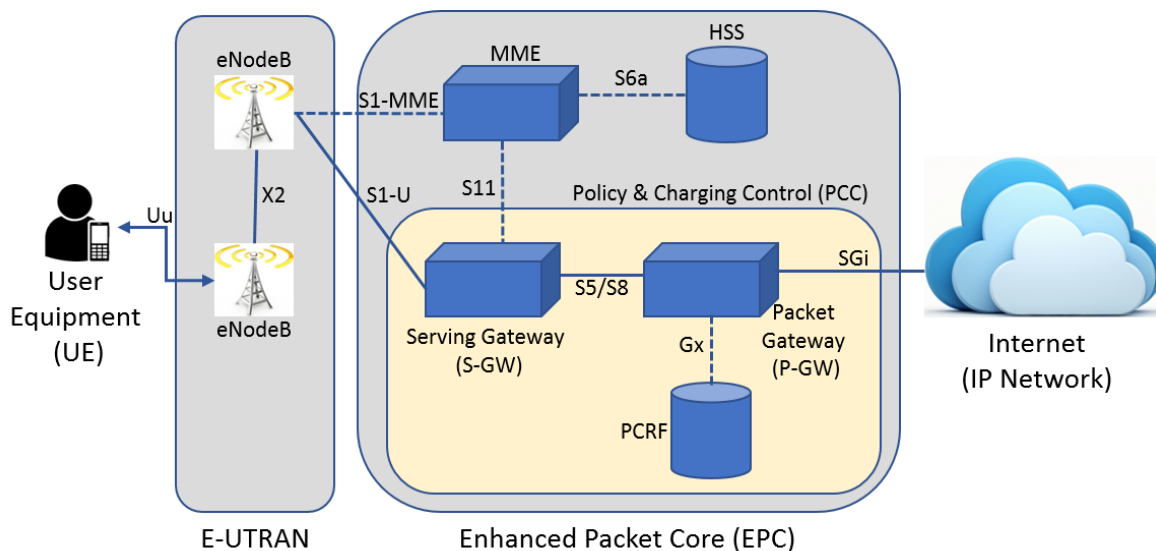 HSS
MME
eNodeB
S6a
S1-MME
X2
S11
S1-U
Policy & Charging Control (PCC)
Uu
SGi
User
Equipment
(UE)
eNodeB
S5/S8
Serving Gateway
(S-GW)
Packet
Gateway
(P-GW)
Gx
PCRF
Internet
(IP Network)
E-UTRAN
Enhanced Packet Core (EPC)